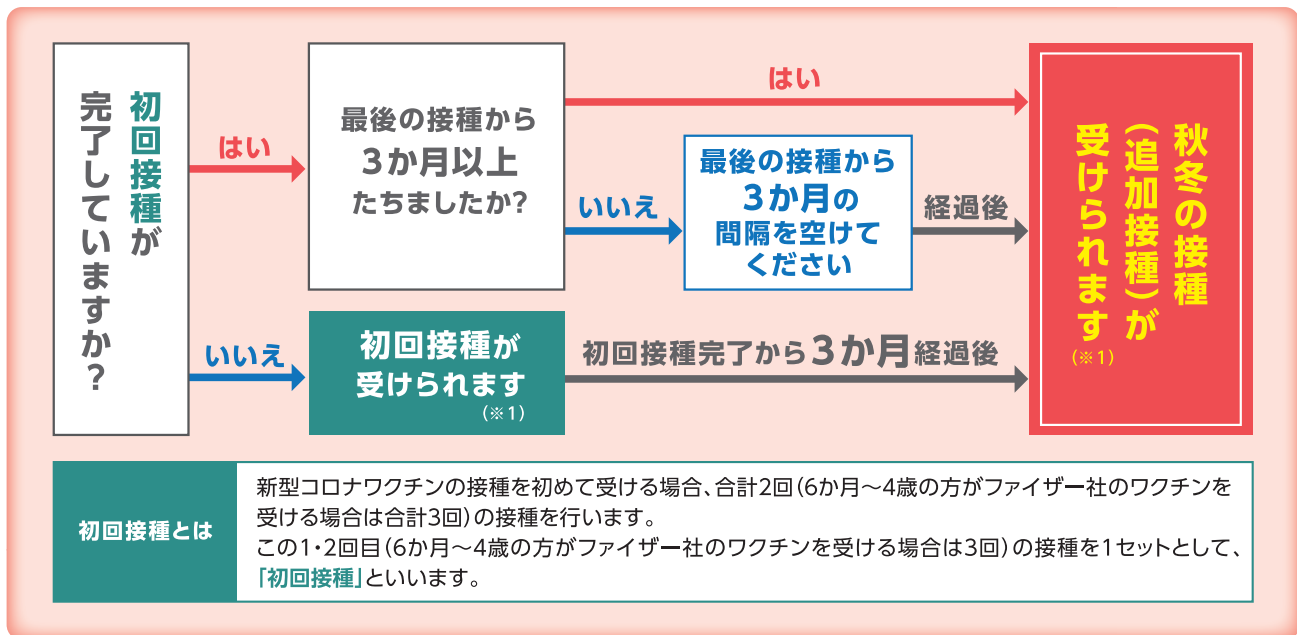 初回接種が
完了していますか？
はい
最後の接種から
3か月以上
たちましたか？
はい
いいえ
最後の接種から
3か月の
間隔を空けて
ください
経過後
いいえ
初回接種が
受けられます
（※1）
初回接種完了から3か月経過後
秋冬の接種
（追加接種）が
受けられます
（※1）
初回接種とは
新型コロナワクチンの接種を初めて受ける場合、合計2回（6か月～4歳の方がファイザー社のワクチンを
受ける場合は合計3回）の接種を行います。
この1・2回目（6か月～4歳の方がファイザー社のワクチンを受ける場合は3回）の接種を1セットとして、
「初回接種」といいます。